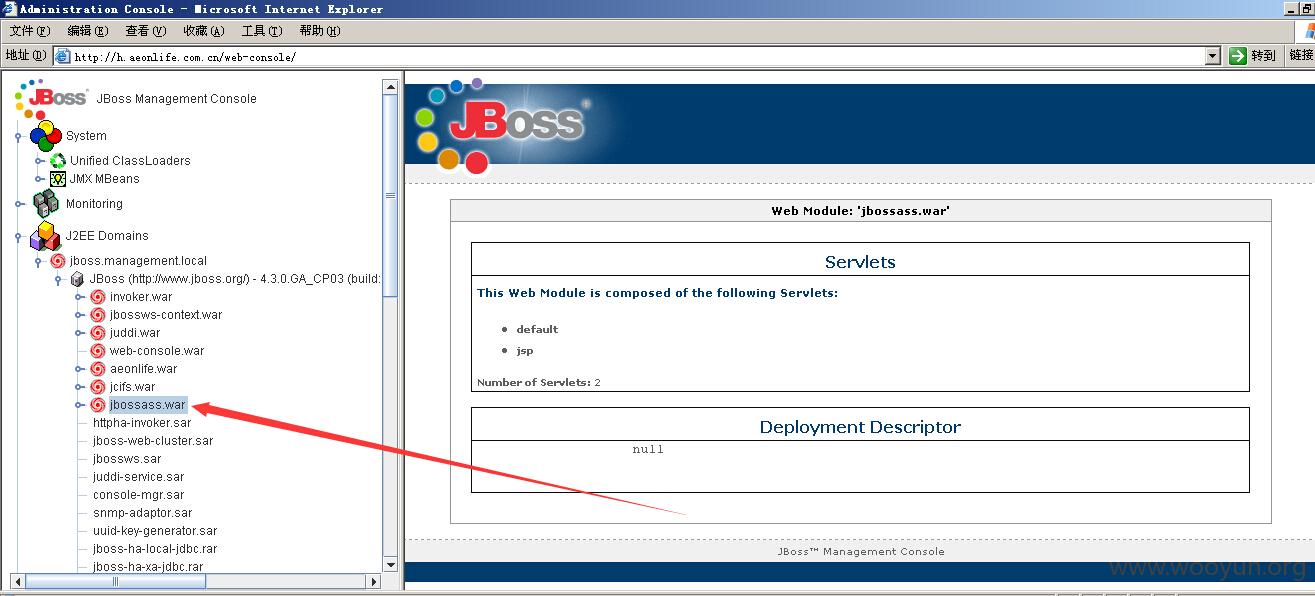 Administration Console - Microsoft Internet Explorer
文件(F) 编辑(E) 查看(V) 收藏(A) 工具(T) 帮助(H)
地址(D) http://h.aeonlife.com.cn/web-console/ 转到 链接
JBoss JBoss Management Console
System
Unified ClassLoaders
JMX MBeans
Monitoring
J2EE Domains
jboss.management.local
JBoss (http://www.jboss.org/) - 4.3.0.GA_CP03 (build:
invoker.war
jbossws-context.war
juddi.war
web-console.war
aeonlife.war
jcifs.war
jbossass.war
httpha-invoker.sar
jboss-web-cluster.sar
jbossws.sar
juddi-service.sar
console-mgr.sar
snmp-adaptor.sar
uuid-key-generator.sar
jboss-ha-local-jdbc.rar
jboss-ha-xa-jdbc.rar
JBoss®
Web Module: 'jbossass.war'
Servlets
This Web Module is composed of the following Servlets:
default
jsp
Number of Servlets: 2
Deployment Descriptor
null
JBoss™ Management Console
www.wooyun.org